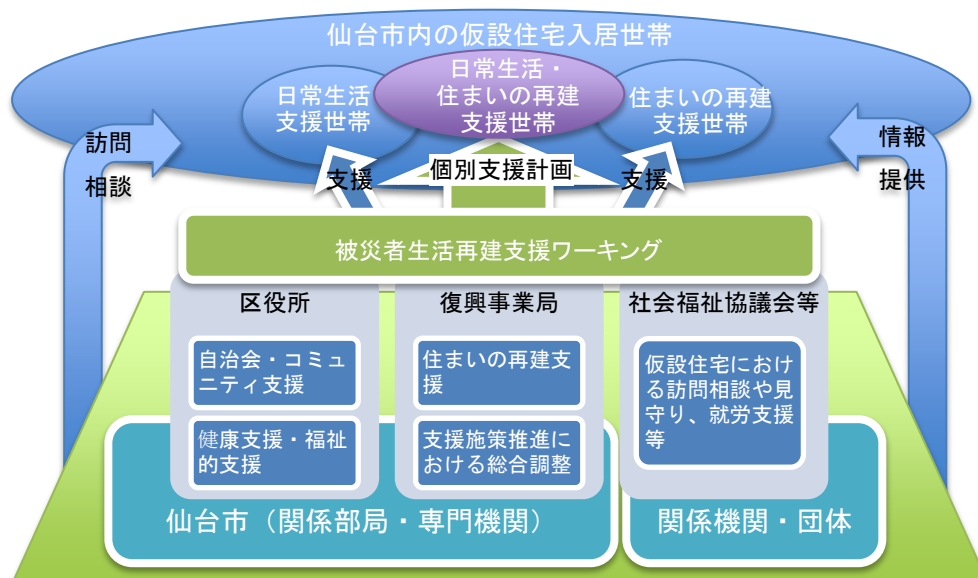 仙台市内の仮設住宅入居世帯
日常生活
支援世帯
日常生活・
住まいの再建
支援世帯
住まいの再建
支援世帯
訪問
相談
情報
提供
支援
個別支援計画
支援
被災者生活再建支援ワーキング
区役所
自治会・コミュ
ニティ支援
健康支援・福祉
的支援
復興事業局
住まいの再建支
援
支援施策推進に
おける総合調整
社会福祉協議会等
仮設住宅におけ
る訪問相談や見
守り、就労支援
等
仙台市（関係部局・専門機関）
関係機関・団体